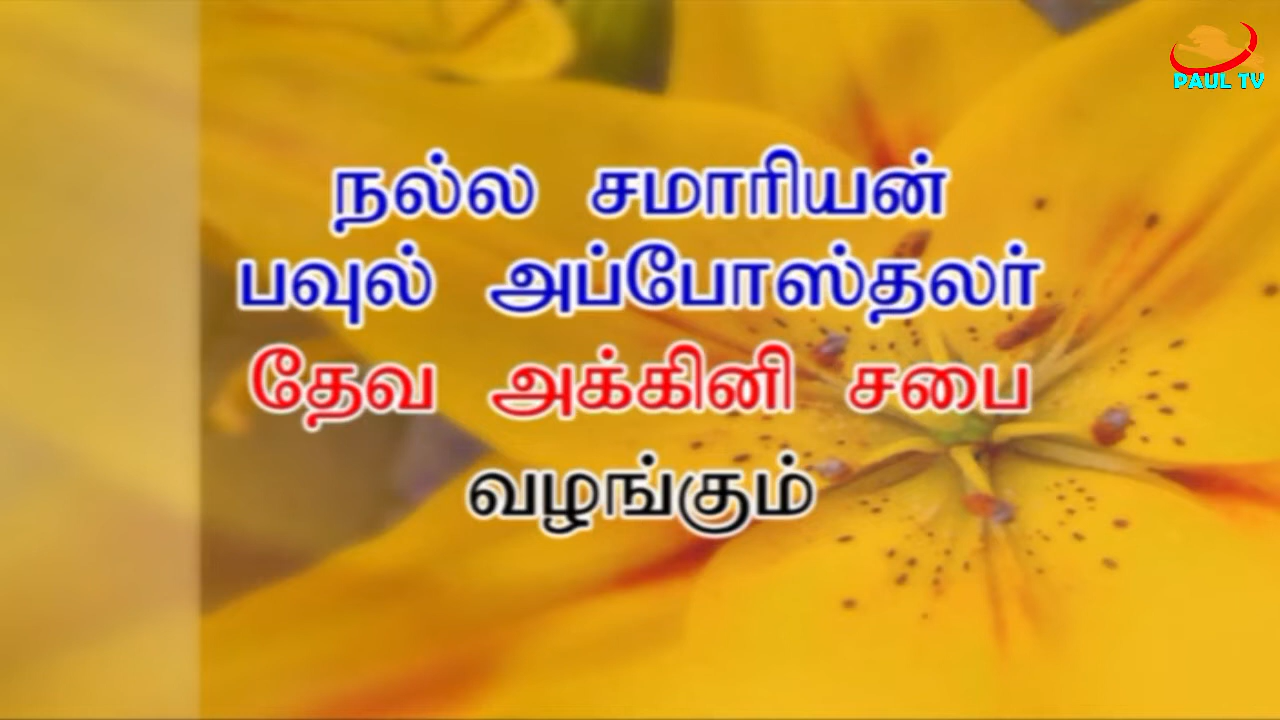 PAUL TV
நல்ல சமாரியன்
பவுல் அப்போஸ்தலர்
தேவ அக்கினி சபை
வழங்கும்